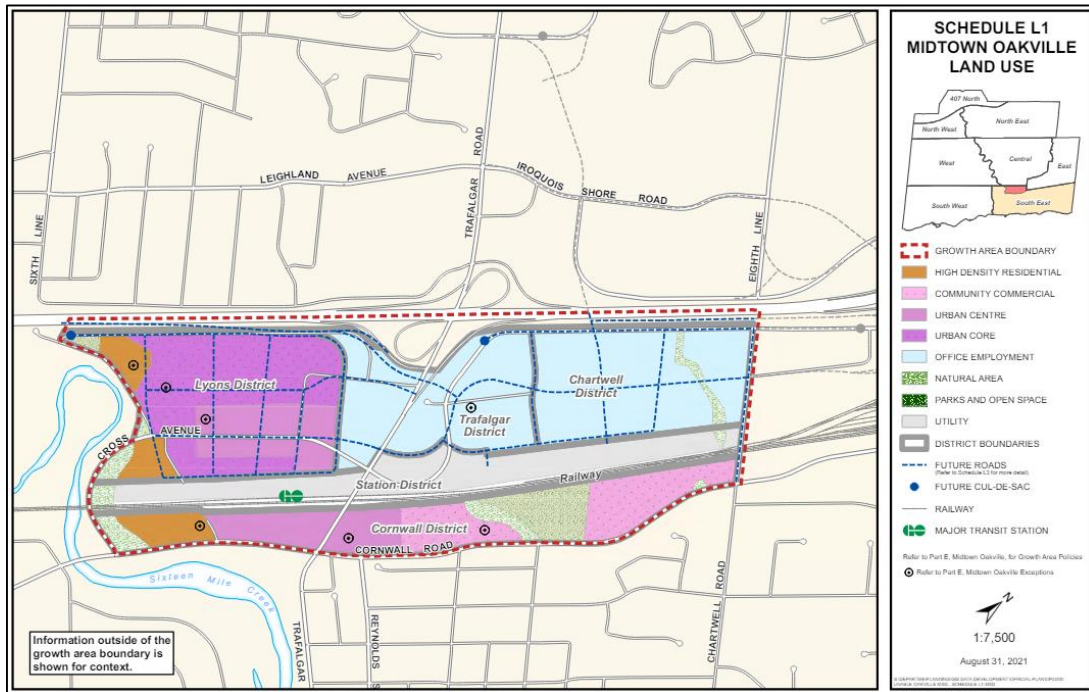 SCHEDULE L1
MIDTOWN OAKVILLE
LAND USE
407 North
North West
North East
West
Central
East
South West
South East
GROWTH AREA BOUNDARY
HIGH DENSITY RESIDENTIAL
COMMUNITY COMMERCIAL
URBAN CENTRE
URBAN CORE
OFFICE EMPLOYMENT
NATURAL AREA
PARKS AND OPEN SPACE
UTILITY
DISTRICT BOUNDARIES
FUTURE ROADS
(Refer to Schedule L3 for more detail)
FUTURE CUL-DE-SAC
RAILWAY
MAJOR TRANSIT STATION
Refer to Part E, Midtown Oakville, for Growth Area Policies
Refer to Part E, Midtown Oakville Exceptions
N
1:7,500
August 31, 2021
LEIGHLAND AVENUE
IROQUOIS SHORE ROAD
TRAFALGAR ROAD
SIXTH LINE
EIGHTH LINE
Lyons District
Chartwell
District
Trafalgar
District
CROSS AVENUE
Station District
Railway
Cornwall District
CORNWALL ROAD
Sixteen Mile Creek
TRAFALGAR
REYNOLDS S
CHARTWELL ROAD
Information outside of the
growth area boundary is
shown for context.